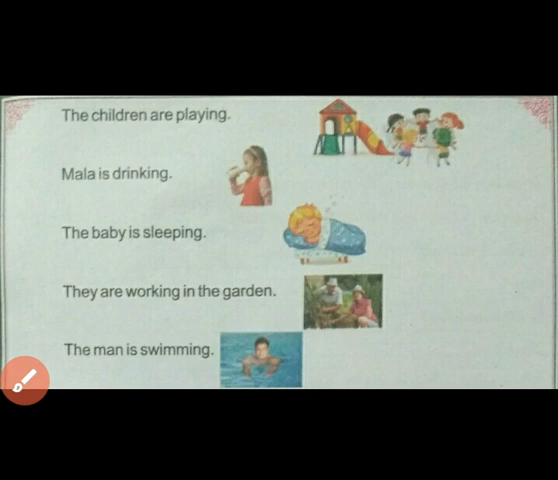 The children are playing.
Mala is drinking.
The baby is sleeping.
They are working in the garden.
The man is swimming.